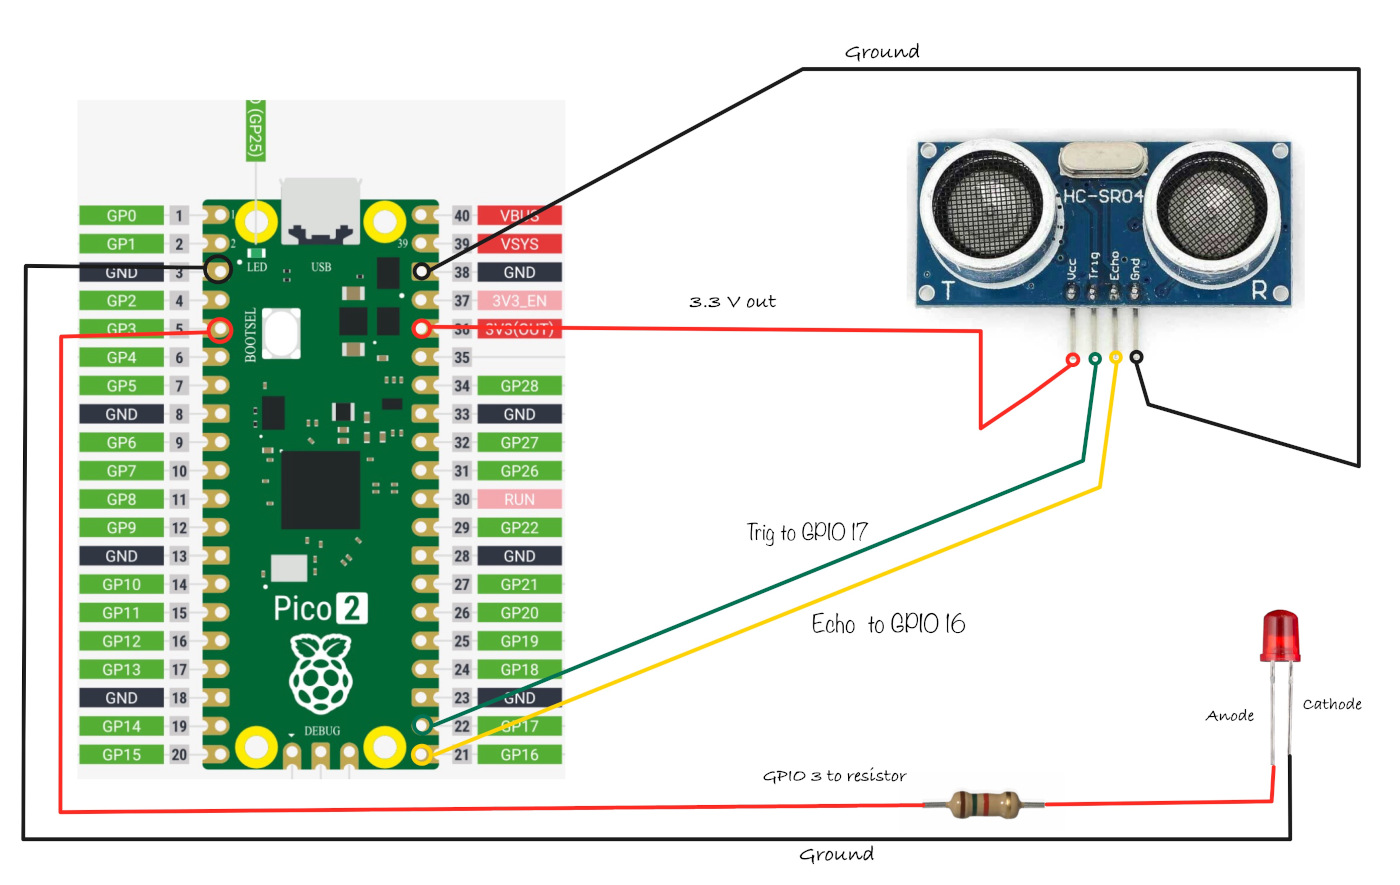 Ground
O (GP25)
GP0 1 1 40 VBUS
GP1 2 2 39 39 VSYS
GND 3 LED USB 38 GND
GP2 4 37 3V3_EN
GP3 5 BOOTSEL 36 3V3(OUT)
3.3 V out
GP4 6 35
GP5 7 34 GP28
GND 8 33 GND
GP6 9 32 GP27
GP7 10 31 GP26
GP8 11 30 RUN
GP9 12 29 GP22
GND 13 28 GND
GP10 14 27 GP21
GP11 15 Pico 2 26 GP20
GP12 16 25 GP19
GP13 17 24 GP18
GND 18 23 GND
GP14 19 DEBUG 22 GP17
GP15 20 21 GP16
HC-SR04
Vcc Trig Echo Gnd
T R
Trig to GPIO 17
Echo to GPIO 16
Anode
Cathode
GPIO 3 to resistor
Ground